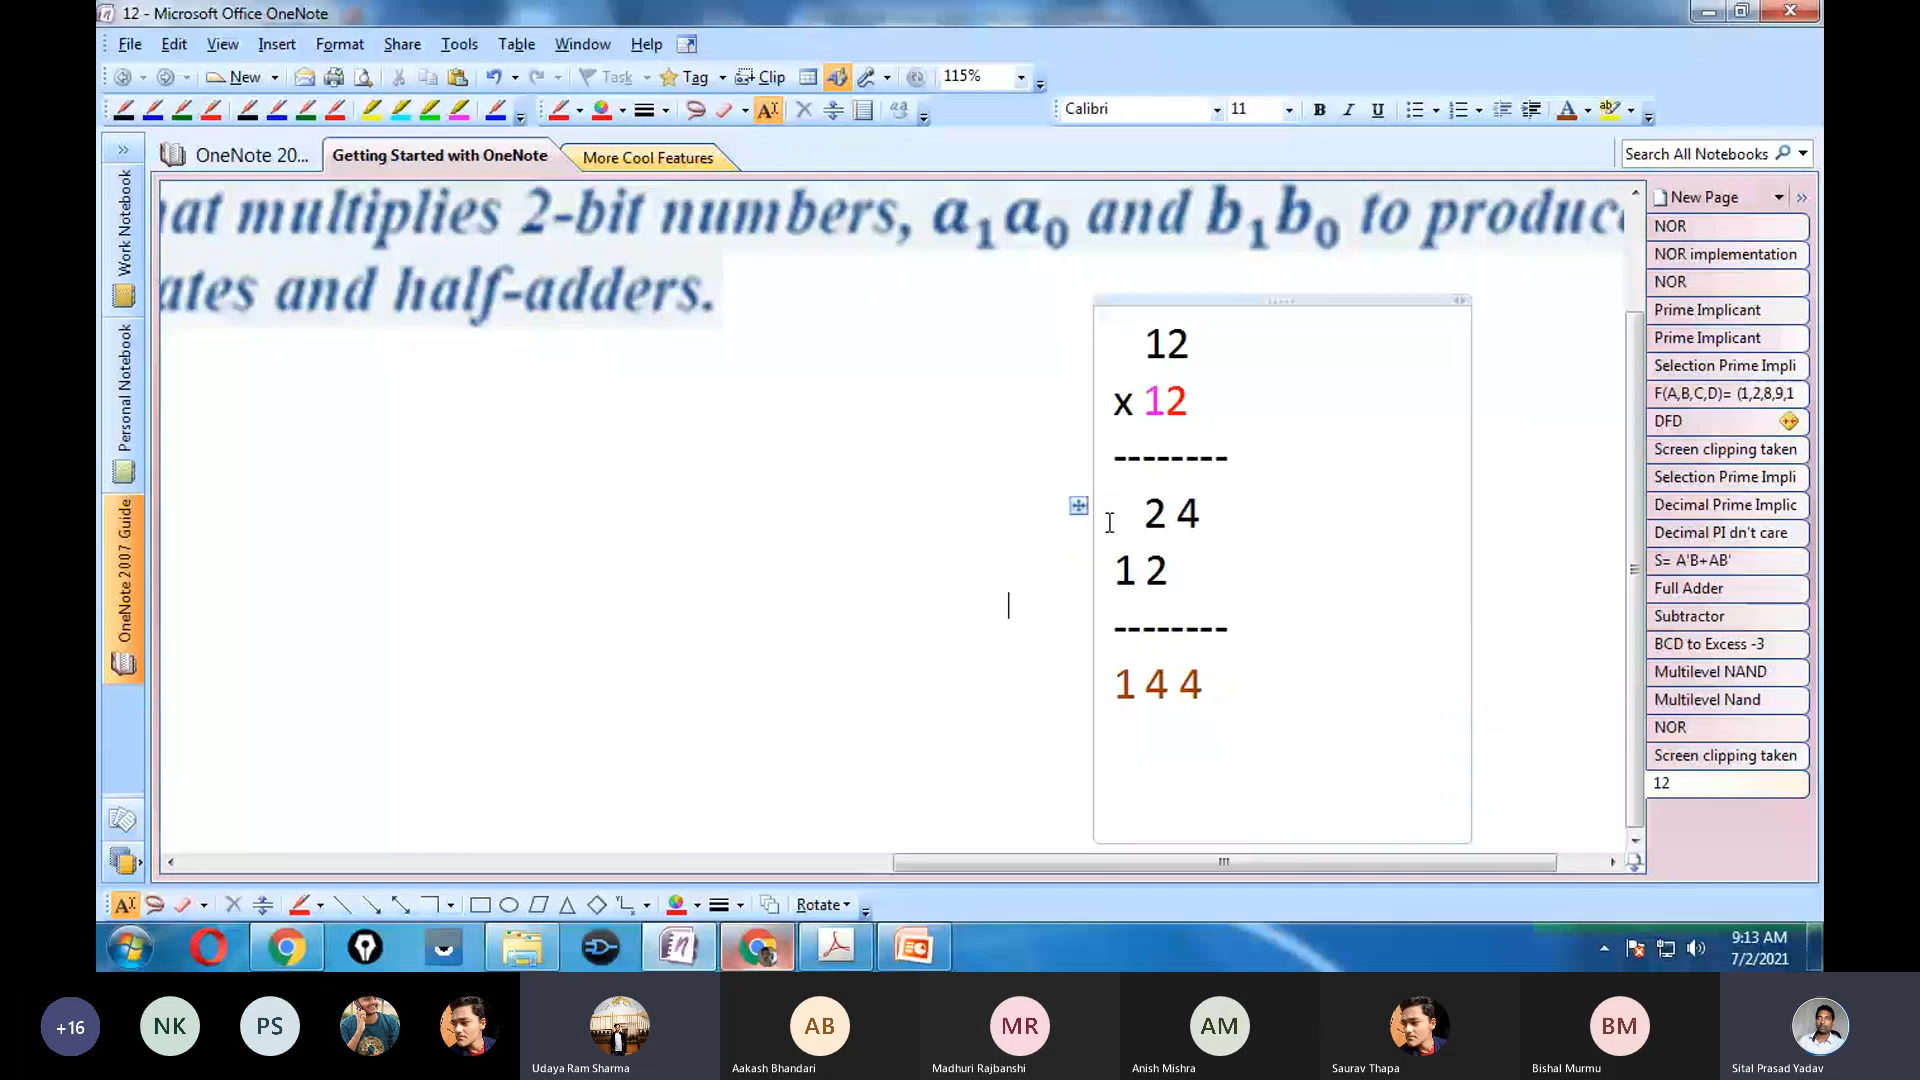 12 - Microsoft Office OneNote
File Edit View Insert Format Share Tools Table Window Help
New Task Tag Clip 115%
Calibri 11 B I U A ab
OneNote 20... Getting Started with OneNote More Cool Features Search All Notebooks
Work Notebook
Personal Notebook
OneNote 2007 Guide
hat multiplies 2-bit numbers, a₁a₀ and b₁b₀ to produc
ates and half-adders.
12
x 12
--------
2 4
1 2
--------
1 4 4
New Page
NOR
NOR implementation
NOR
Prime Implicant
Prime Implicant
Selection Prime Impli
F(A,B,C,D)= (1,2,8,9,1
DFD
Screen clipping taken
Selection Prime Impli
Decimal Prime Implic
Decimal PI dn't care
S= A'B+AB'
Full Adder
Subtractor
BCD to Excess -3
Multilevel NAND
Multilevel Nand
NOR
Screen clipping taken
12
Rotate
9:13 AM
7/2/2021
+16 NK PS AB MR AM BM
Udaya Ram Sharma Aakash Bhandari Madhuri Rajbanshi Anish Mishra Saurav Thapa Bishal Murmu Sital Prasad Yadav